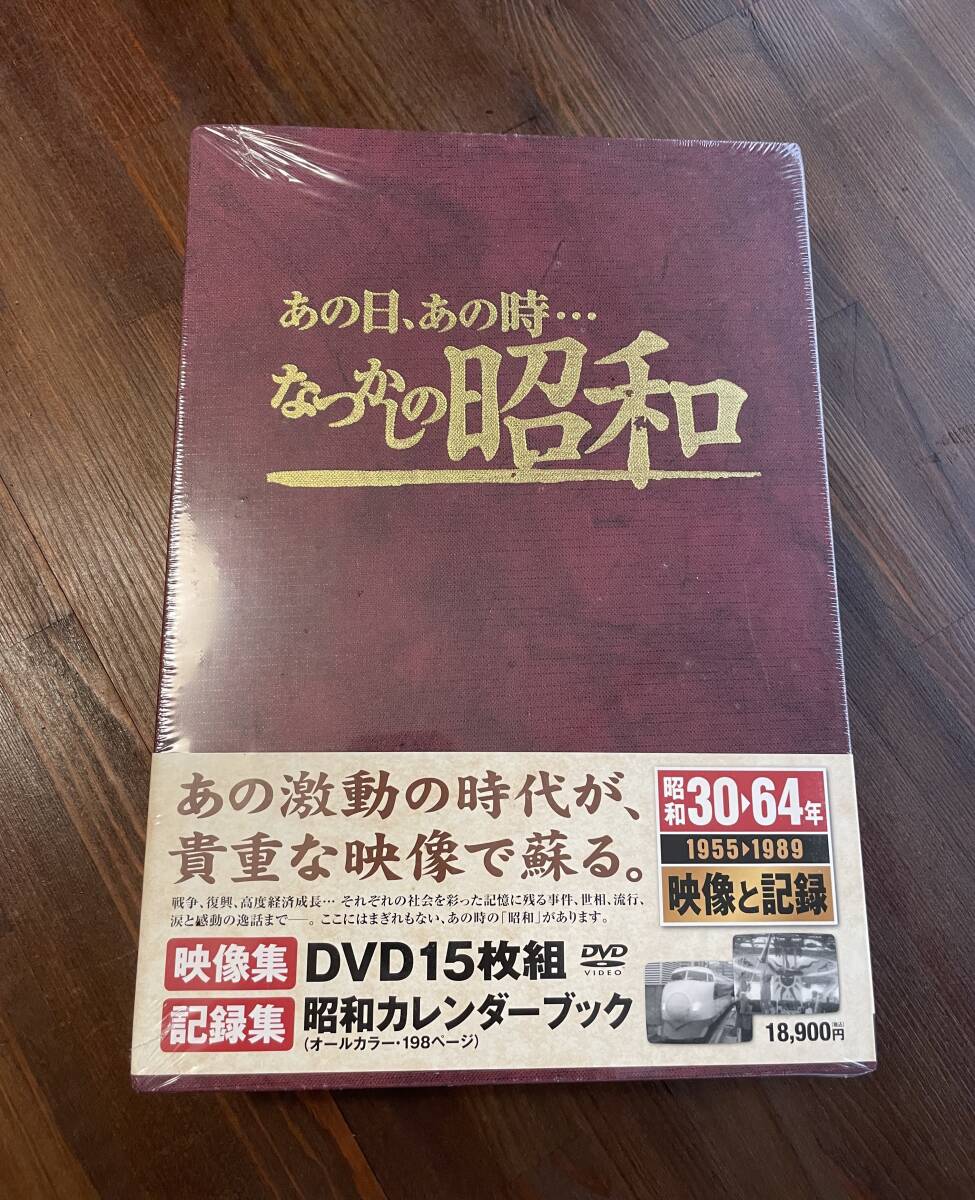 あの日、あの時…
なつかしの昭和
あの激動の時代が、
貴重な映像で蘇る。
昭和30▶64年
1955▶1989
映像と記録
戦争、復興、高度経済成長… それぞれの社会を彩った記憶に残る事件、世相、流行、
涙と感動の逸話まで―。ここにはまぎれもない、あの時の「昭和」があります。
映像集 DVD15枚組
DVD
VIDEO
記録集 昭和カレンダーブック
(オールカラー・198ページ)
18,900円(税込)